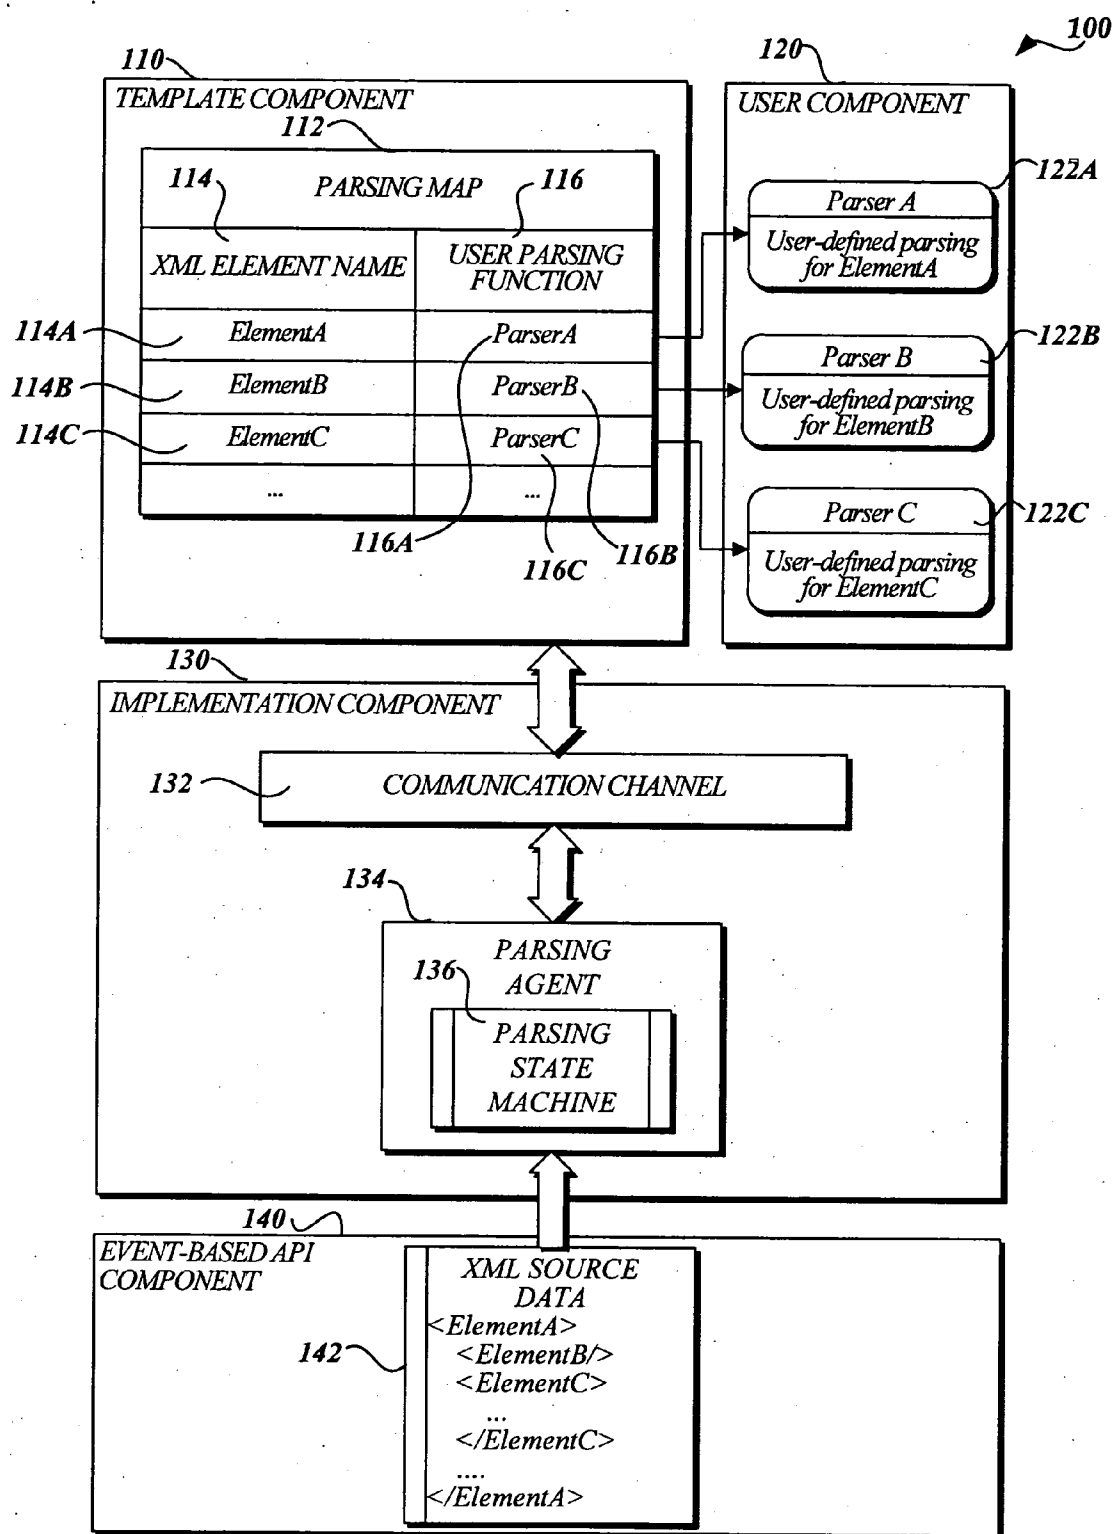 100
110
120
TEMPLATE COMPONENT
USER COMPONENT
112
114
PARSING MAP
116
122A
XML ELEMENT NAME
USER PARSING
FUNCTION
Parser A
User-defined parsing
for ElementA
114A
ElementA
ParserA
122B
114B
ElementB
ParserB
Parser B
User-defined parsing
for ElementB
114C
ElementC
ParserC
...
...
116A
116C
116B
122C
Parser C
User-defined parsing
for ElementC
130
IMPLEMENTATION COMPONENT
132
COMMUNICATION CHANNEL
134
PARSING
AGENT
136
PARSING
STATE
MACHINE
140
EVENT-BASED API
COMPONENT
142
XML SOURCE
DATA
<ElementA>
<ElementB/>
<ElementC>
...
</ElementC>
....
</ElementA>